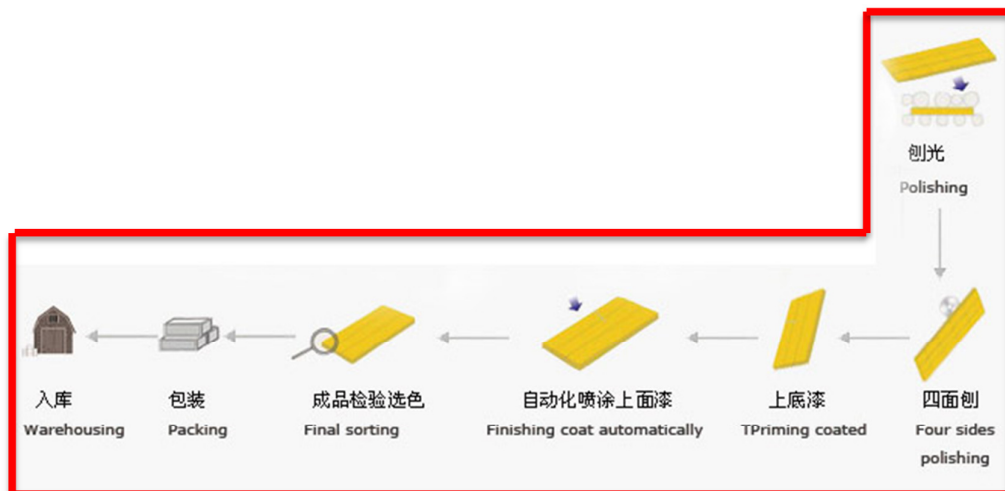 刨光
Polishing
入库
包装
成品检验选色
自动化喷涂上面漆
上底漆
四面刨
Warehousing
Packing
Final sorting
Finishing coat automatically
TPriming coated
Four sides
polishing